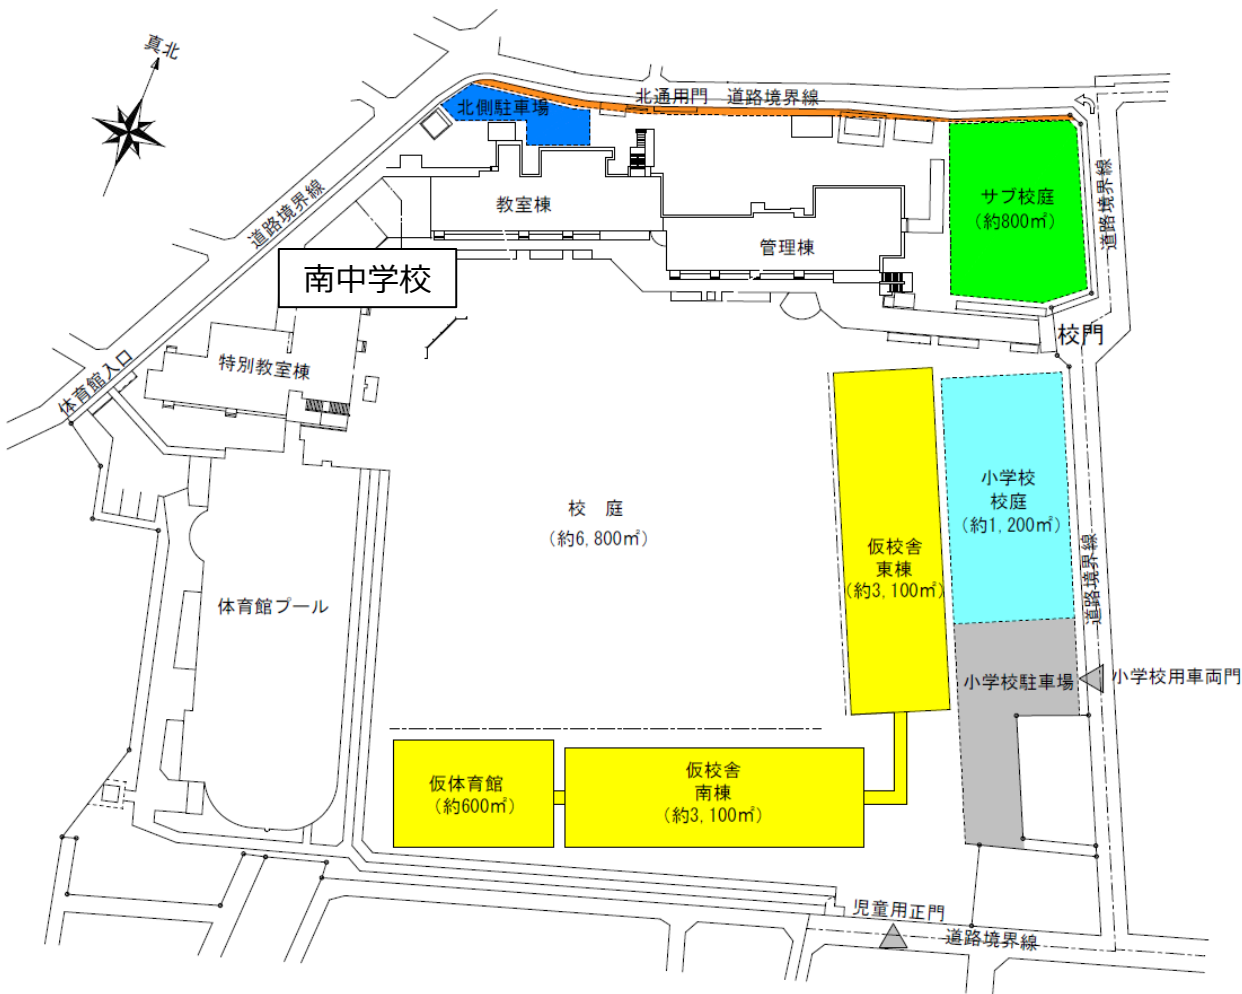 真北
北側駐車場
北通用門
道路境界線
道路境界線
道路境界線
サブ校庭
(約800㎡)
教室棟
管理棟
南中学校
校門
特別教室棟
体育館入口
小学校
校庭
(約1,200㎡)
校 庭
(約6,800㎡)
仮校舎
東棟
(約3,100㎡)
道路境界線
体育館プール
小学校駐車場
小学校用車両門
仮体育館
(約600㎡)
仮校舎
南棟
(約3,100㎡)
児童用正門
道路境界線